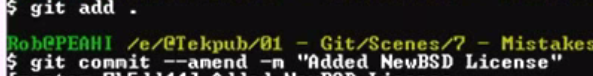 $ git add .
Rob@PEAHI /e/@Tekpub/01 - Git/Scenes/7 - Mistakes
$ git commit --amend -m "Added NewBSD License"